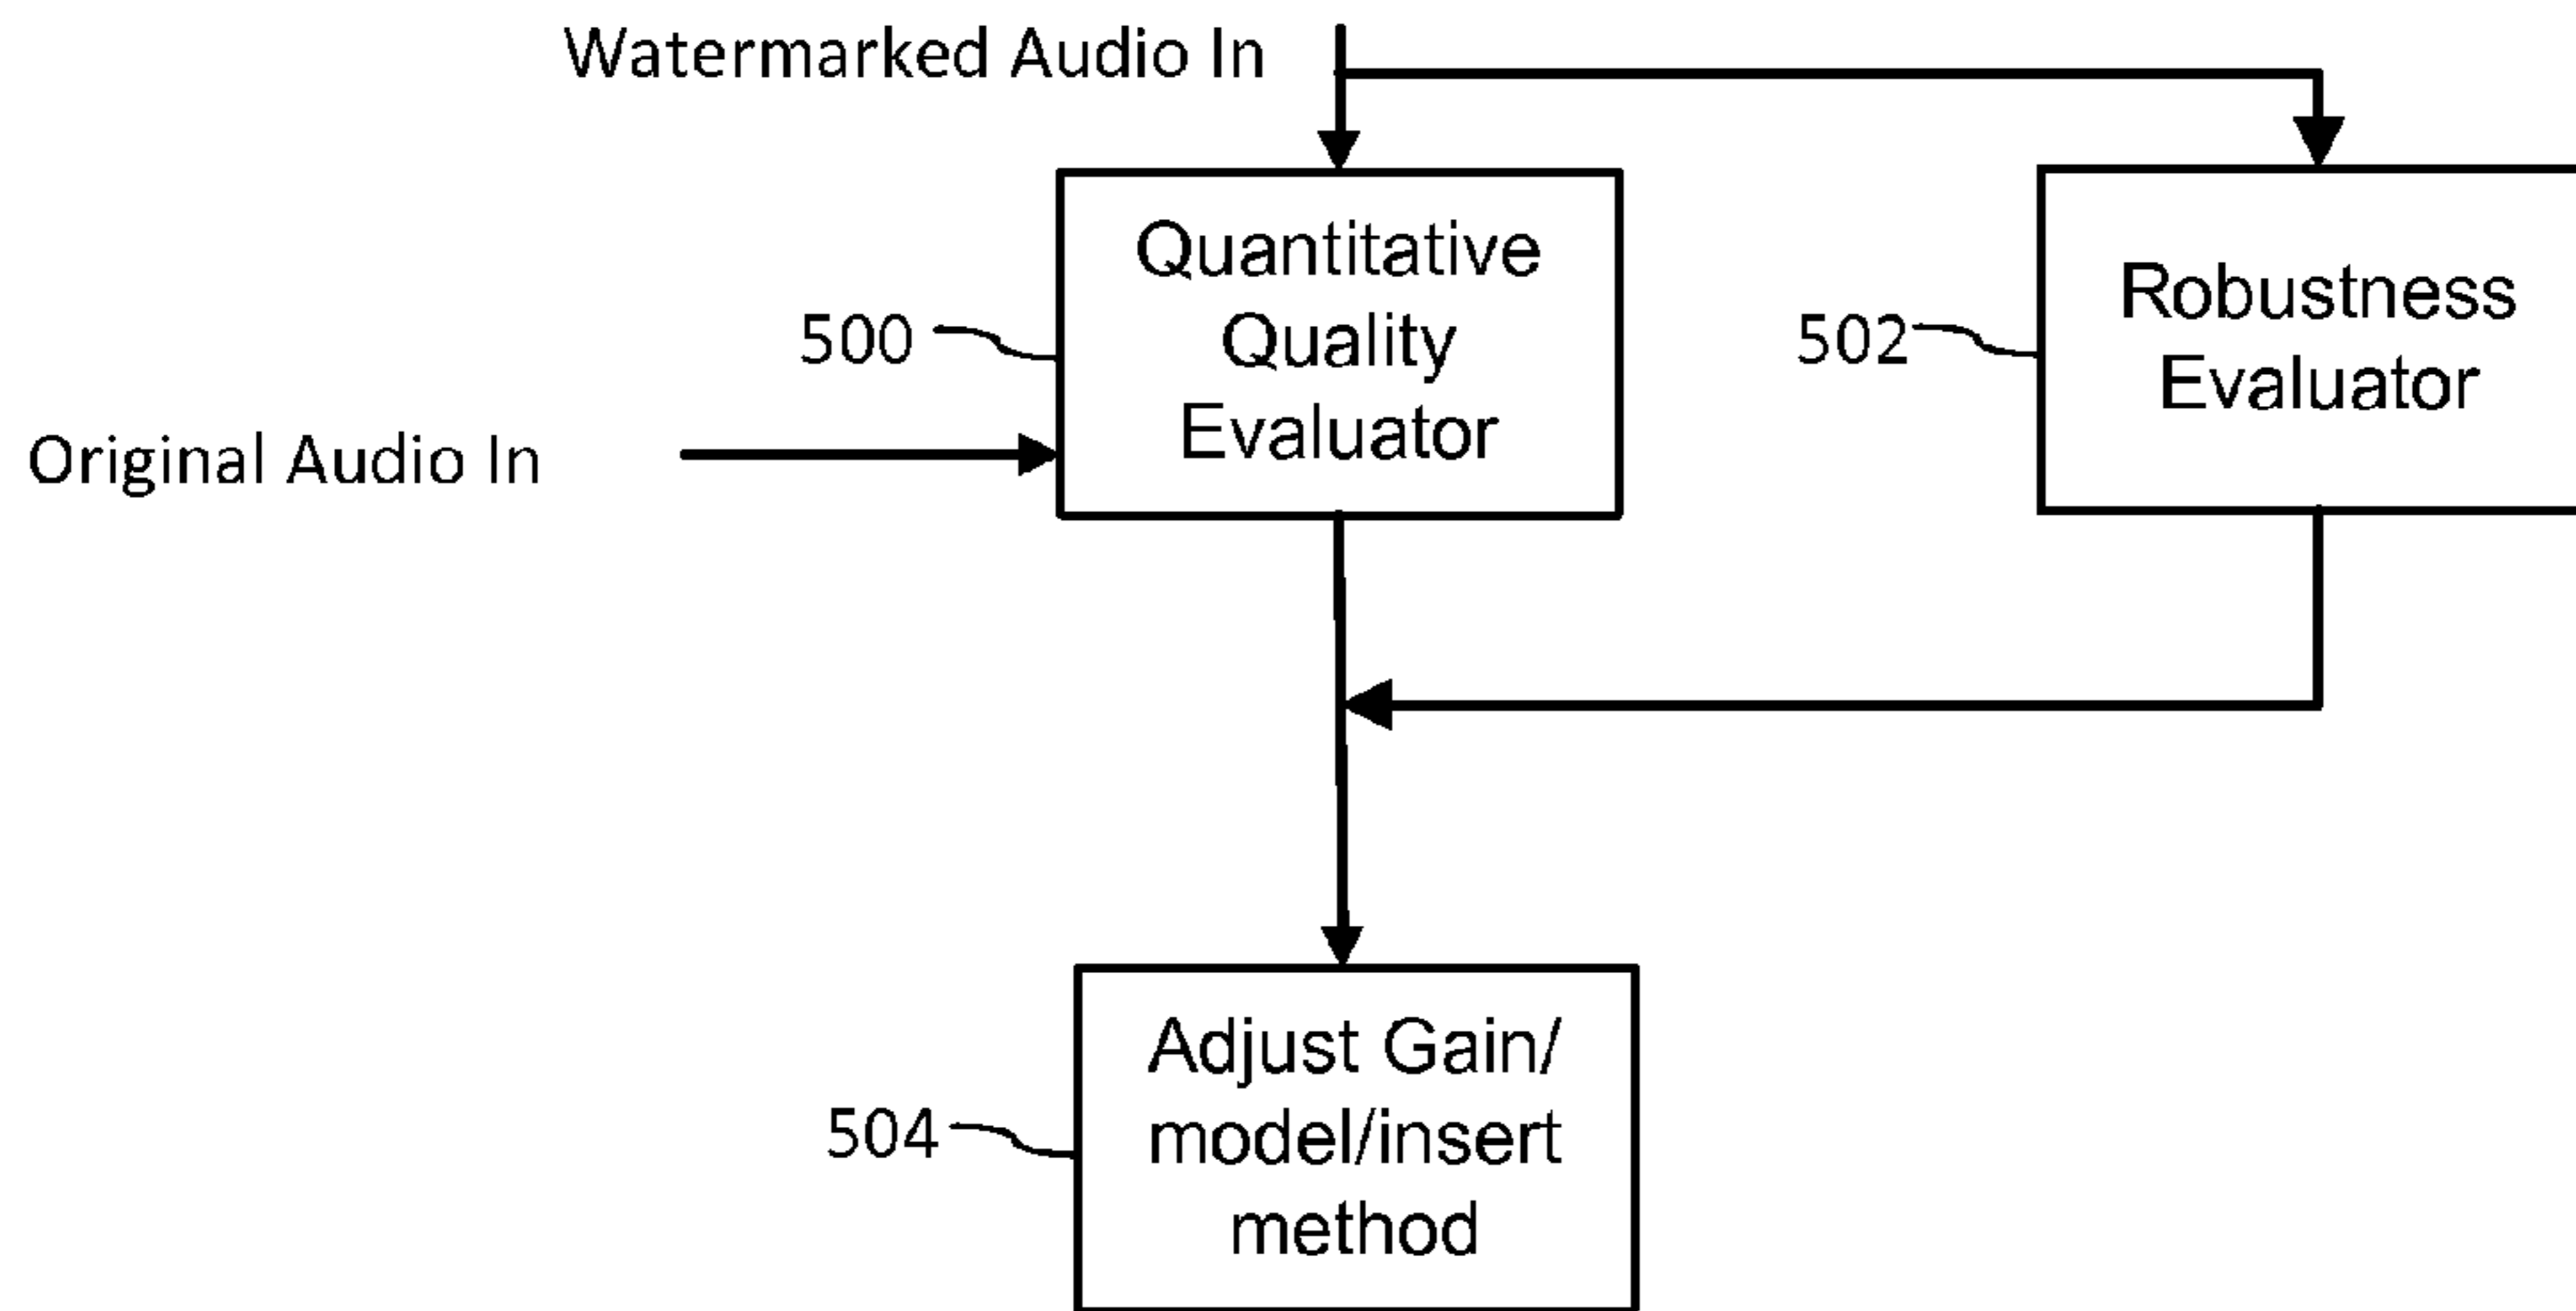 Watermarked Audio In
Quantitative
Quality
Evaluator
500
Robustness
Evaluator
502
Original Audio In
Adjust Gain/
model/insert
method
504